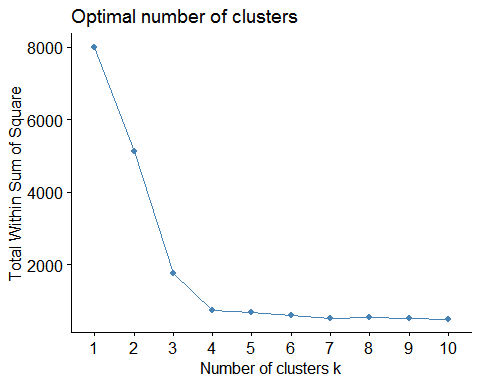 Optimal number of clusters
Total Within Sum of Square
8000
6000
4000
2000
1 2 3 4 5 6 7 8 9 10
Number of clusters k